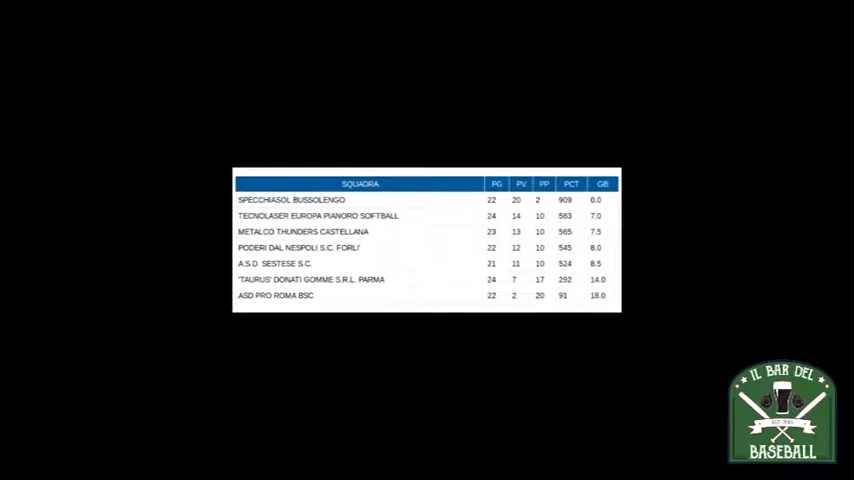 SQUADRA PG PV PP PCT GB
SPECCHIASOL BUSSOLENGO 22 20 2 909 0.0
TECNOLASER EUROPA PIANORO SOFTBALL 24 14 10 583 7.0
METALCO THUNDERS CASTELLANA 23 13 10 565 7.5
PODERI DAL NESPOLI S.C. FORLI' 22 12 10 545 8.0
A.S.D. SESTESE S.C. 21 11 10 524 8.5
'TAURUS' DONATI GOMME S.R.L. PARMA 24 7 17 292 14.0
ASD PRO ROMA BSC 22 2 20 91 18.0
IL BAR DEL
BASEBALL